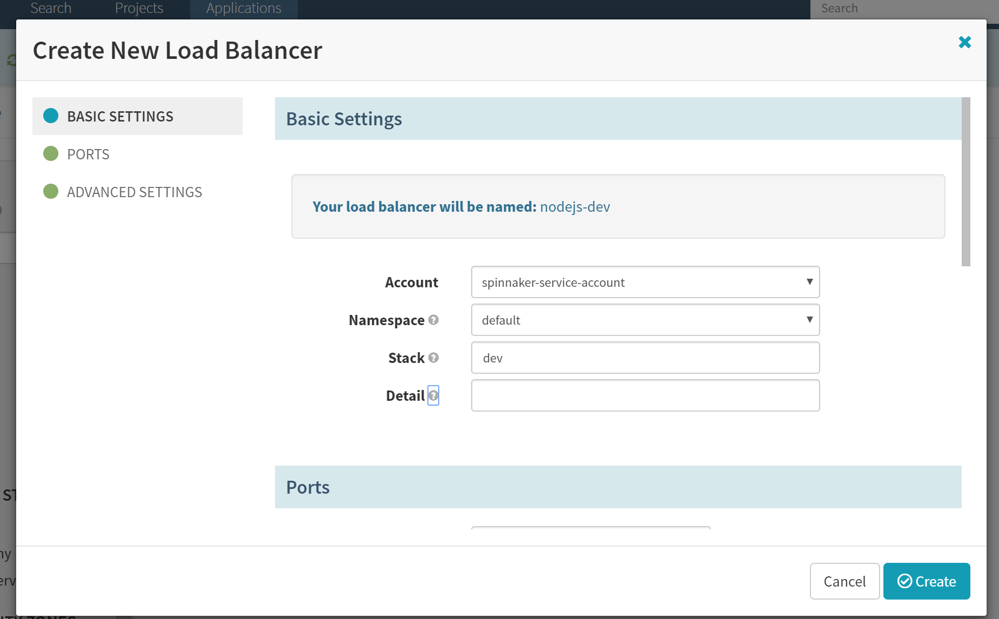 Search Projects Applications Search
Create New Load Balancer
BASIC SETTINGS
PORTS
ADVANCED SETTINGS
Basic Settings
Your load balancer will be named: nodejs-dev
Account spinnaker-service-account
Namespace default
Stack dev
Detail
Ports
Cancel Create